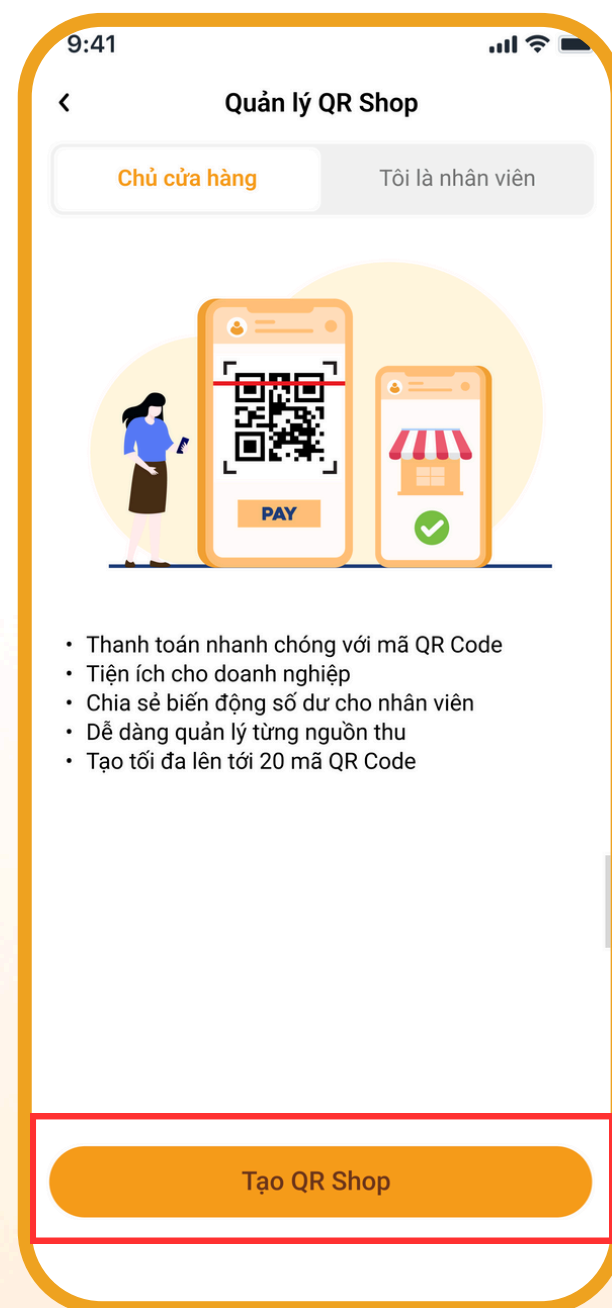 9:41
Quản lý QR Shop
Chủ cửa hàng
Tôi là nhân viên
PAY
• Thanh toán nhanh chóng với mã QR Code
• Tiện ích cho doanh nghiệp
• Chia sẻ biến động số dư cho nhân viên
• Dễ dàng quản lý từng nguồn thu
• Tạo tối đa lên tới 20 mã QR Code
Tạo QR Shop